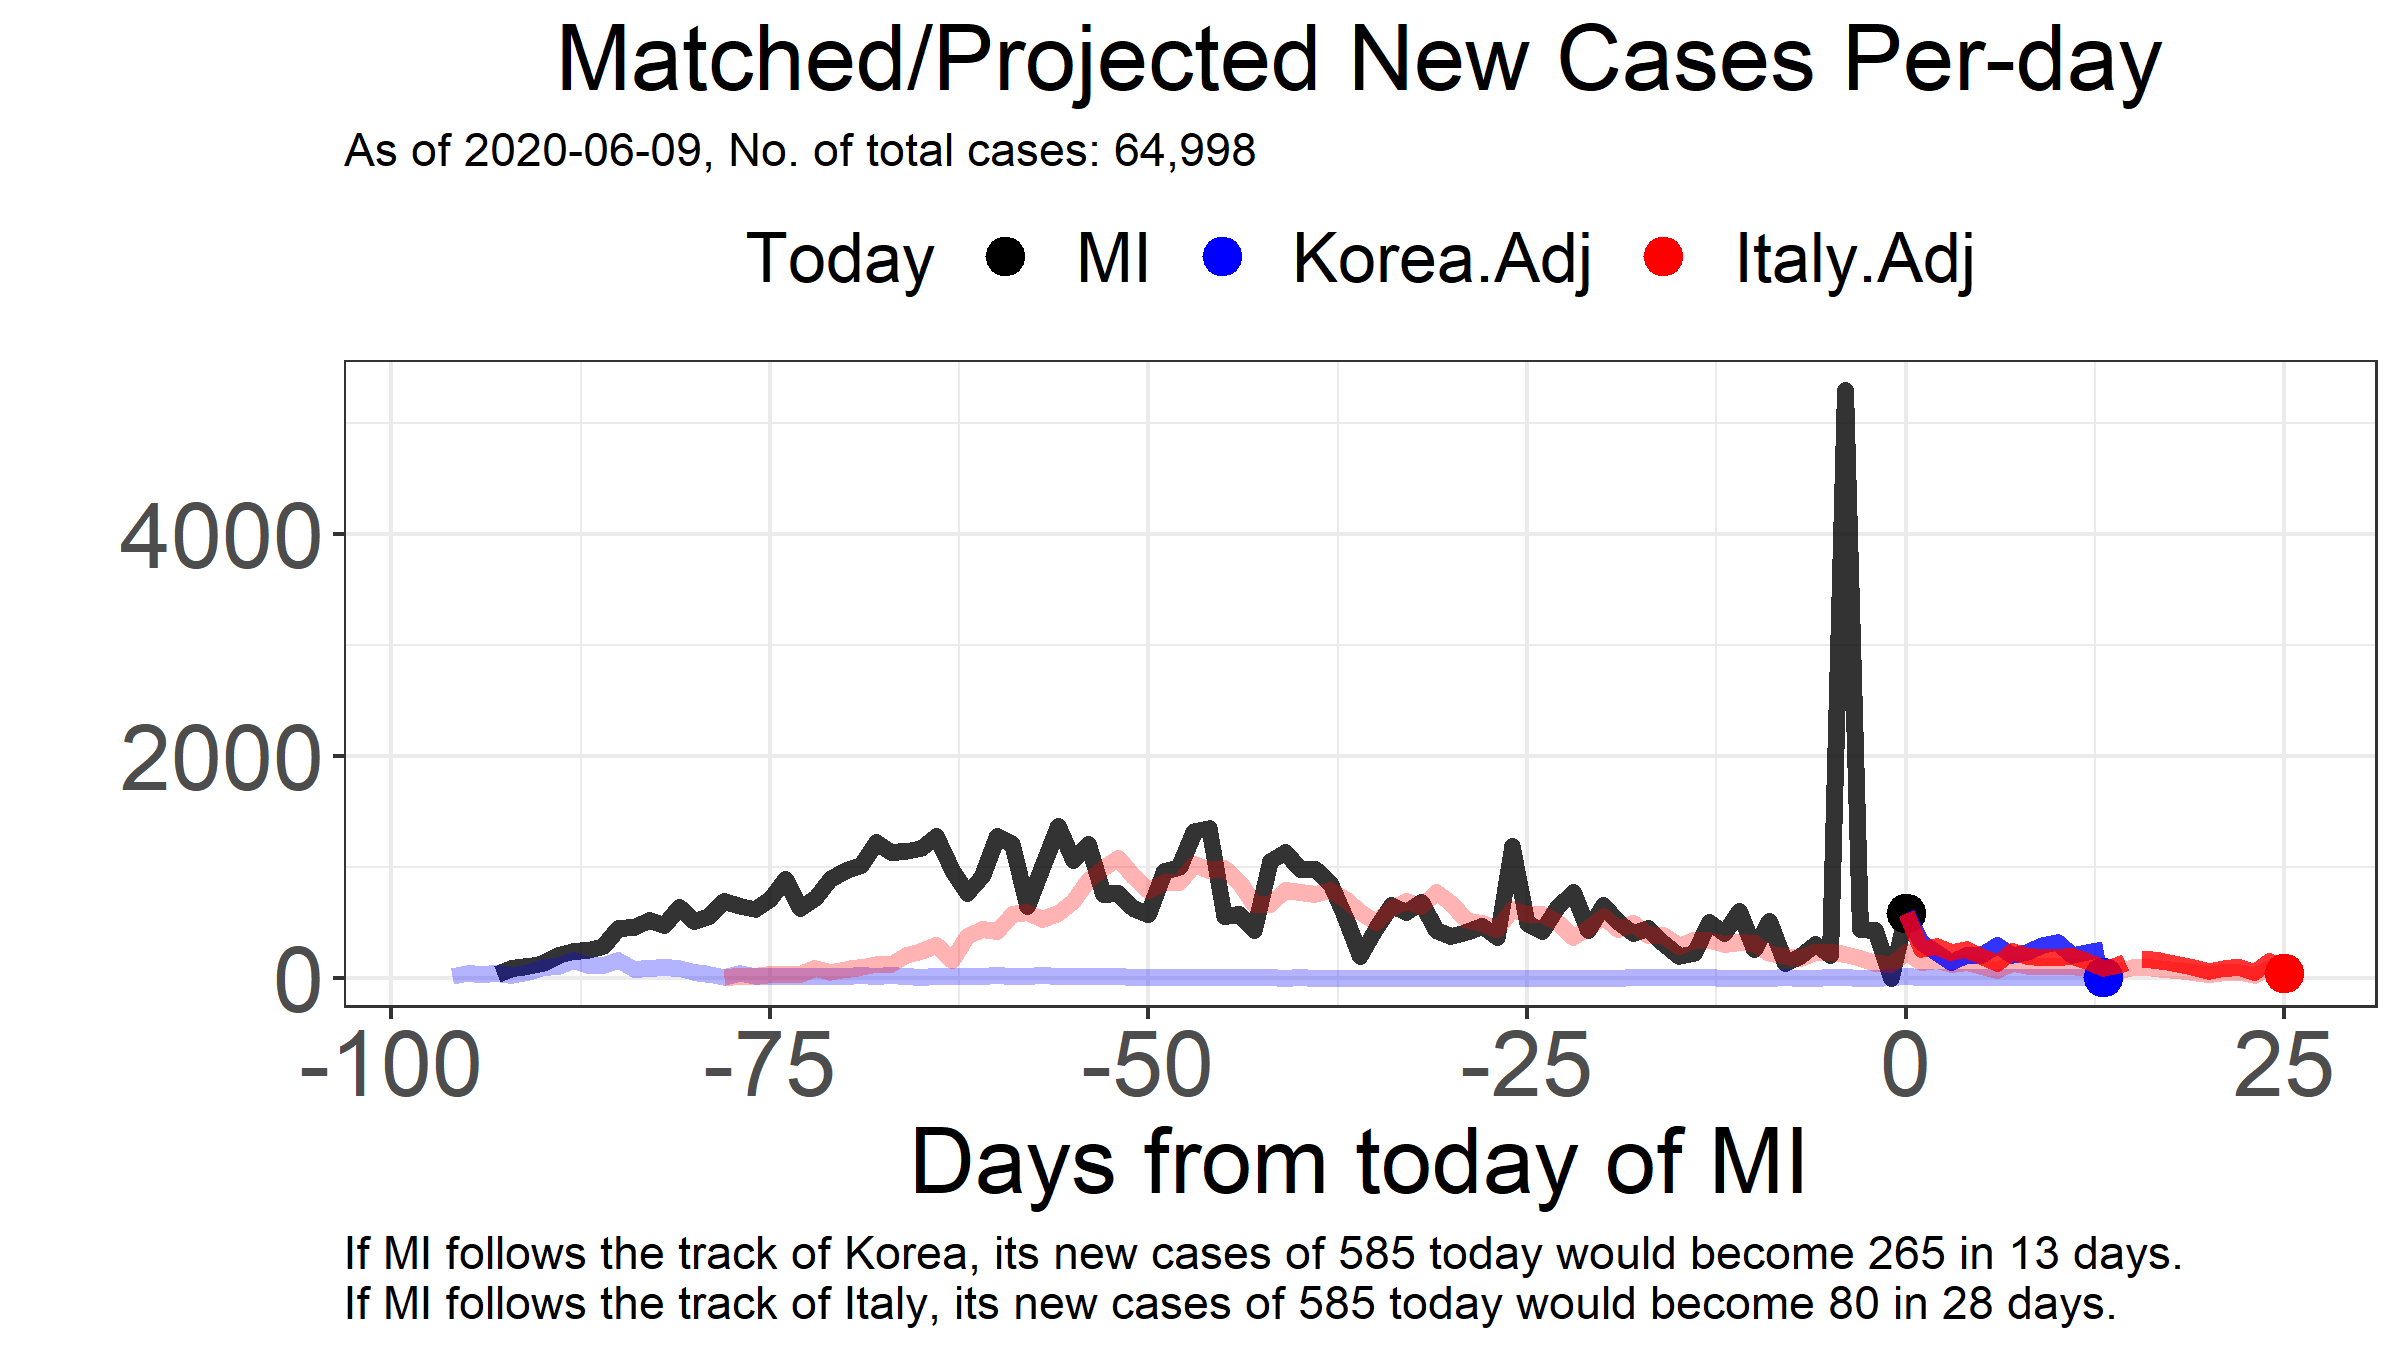 Matched/Projected New Cases Per-day
As of 2020-06-09, No. of total cases: 64,998
Today MI Korea.Adj Italy.Adj
4000
2000
0
-100 -75 -50 -25 0 25
Days from today of MI
If MI follows the track of Korea, its new cases of 585 today would become 265 in 13 days.
If MI follows the track of Italy, its new cases of 585 today would become 80 in 28 days.